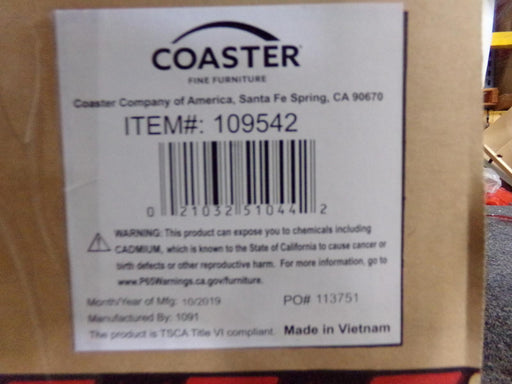 COASTER
FINE FURNITURE
Coaster Company of America, Santa Fe Spring, CA 90670
ITEM#: 109542
0 21032 51044 2
WARNING: This product can expose you to chemicals including
CADMIUM, which is known to the State of California to cause cancer or
birth defects or other reproductive harm. For more information, go to
www.P65Warnings.ca.gov/furniture.
Month/Year of Mfg: 10/2019 PO# 113751
Manufactured By: 1091
The product is TSCA Title VI compliant. Made in Vietnam